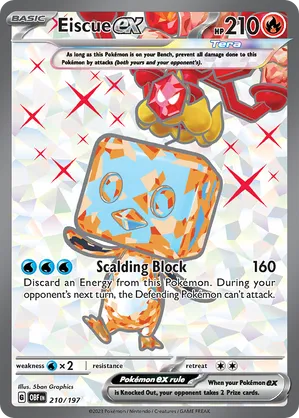 BASIC Eiscue ex HP 210
Tera
As long as this Pokémon is on your Bench, prevent all damage done to this
Pokémon by attacks (both yours and your opponent's).
Scalding Block 160
Discard an Energy from this Pokémon. During your
opponent's next turn, the Defending Pokémon can't attack.
weakness ×2 resistance retreat
Illus. 5ban Graphics
Pokémon ex rule When your Pokémon ex
is Knocked Out, your opponent takes 2 Prize cards.
G OBF EN 210/197
©2023 Pokémon / Nintendo / Creatures / GAME FREAK